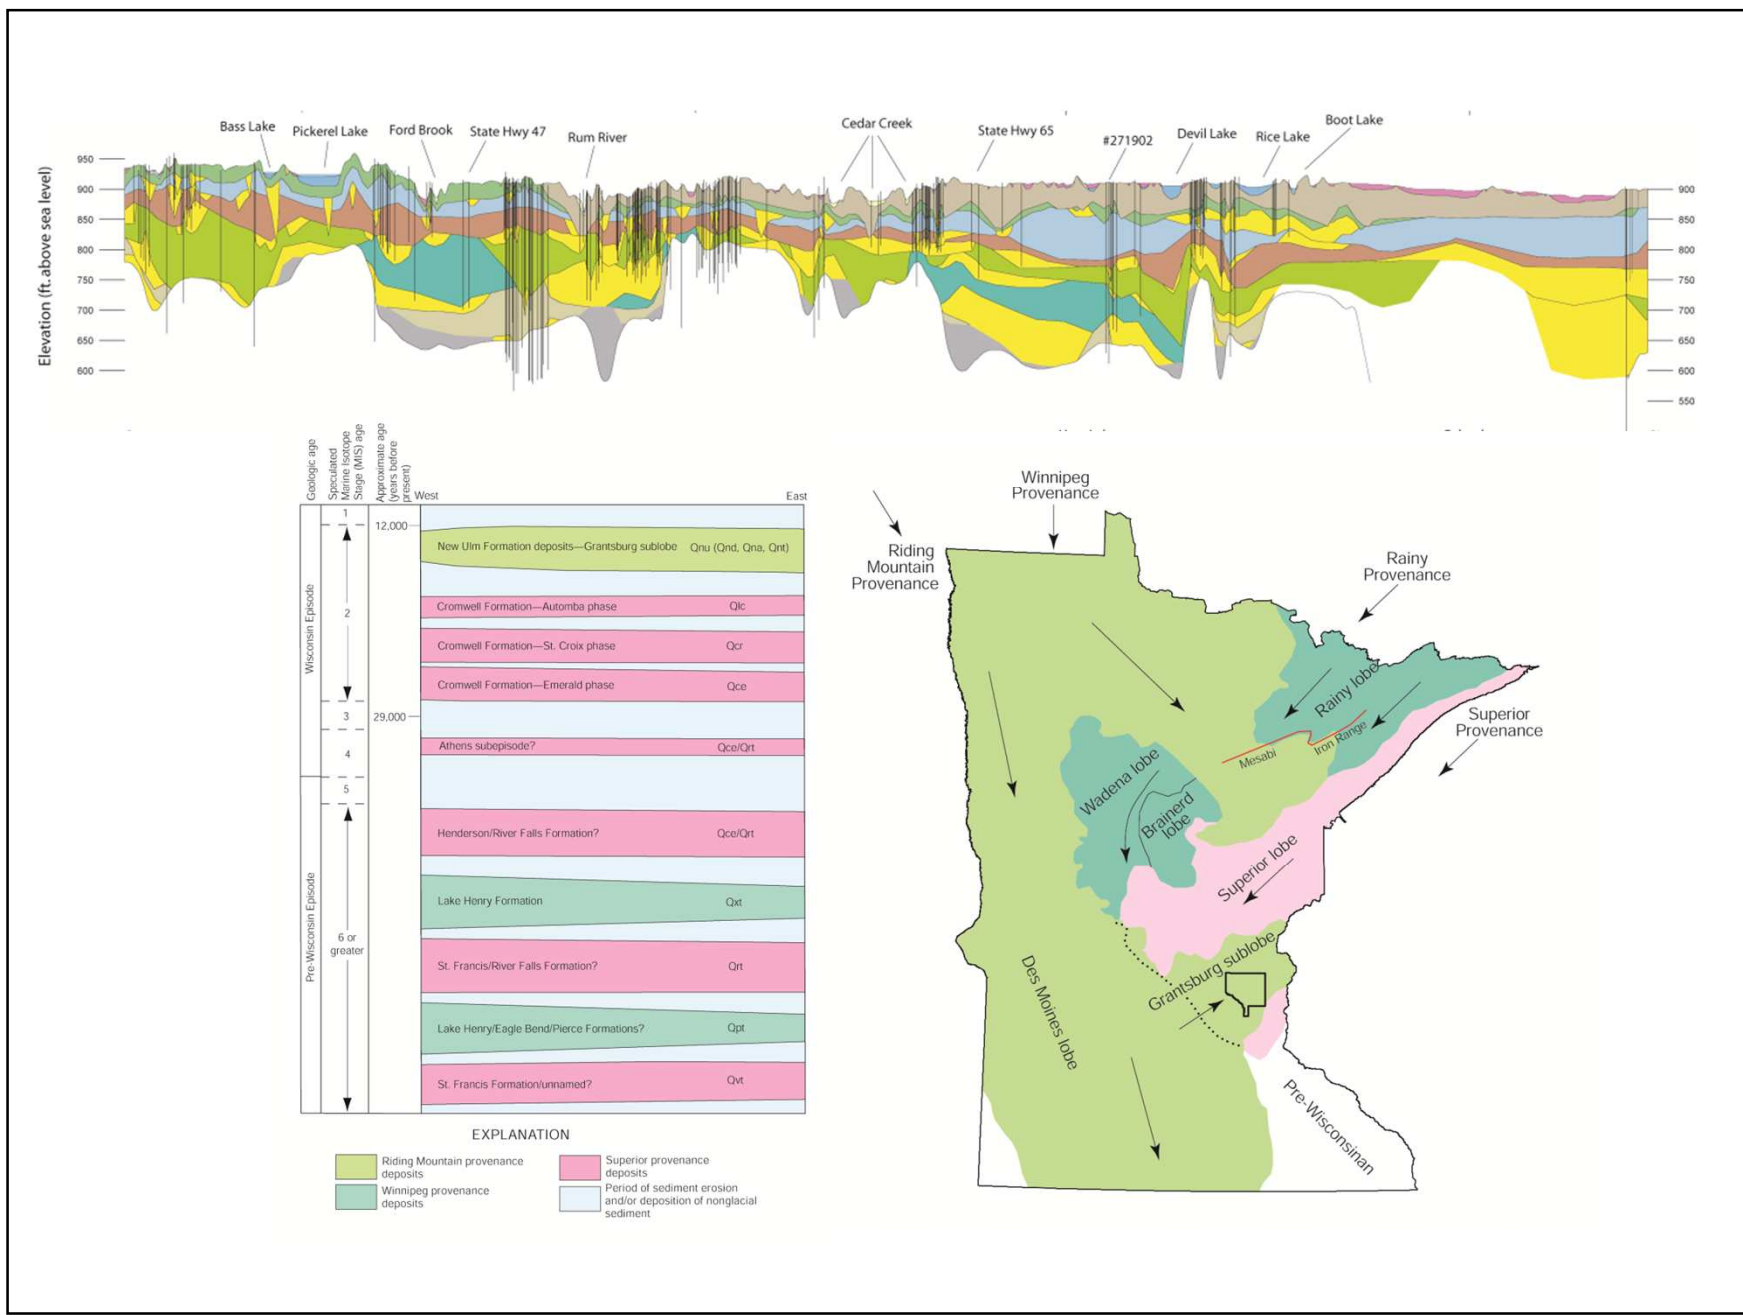 Bass Lake
Pickerel Lake
Ford Brook
State Hwy 47
Rum River
Cedar Creek
State Hwy 65
#271902
Devil Lake
Rice Lake
Boot Lake
Elevation (ft. above sea level)
950
900
850
800
750
700
650
600
900
850
800
750
700
650
600
550
Geologic age
Speculated
Marine Isotope
Stage (MIS) age
Approximate age
(years before
present)
West
East
Wisconsin Episode
Pre-Wisconsin Episode
1
2
3
4
5
6 or
greater
12,000
29,000
New Ulm Formation deposits—Grantsburg sublobe Qnu (Qnd, Qna, Qnt)
Cromwell Formation—Automba phase Qlc
Cromwell Formation—St. Croix phase Qcr
Cromwell Formation—Emerald phase Qce
Athens subepisode? Qce/Qrt
Henderson/River Falls Formation? Qce/Qrt
Lake Henry Formation Qxt
St. Francis/River Falls Formation? Qrt
Lake Henry/Eagle Bend/Pierce Formations? Qpt
St. Francis Formation/unnamed? Qvt
EXPLANATION
Riding Mountain provenance
deposits
Winnipeg provenance
deposits
Superior provenance
deposits
Period of sediment erosion
and/or deposition of nonglacial
sediment
Winnipeg
Provenance
Riding
Mountain
Provenance
Rainy
Provenance
Superior
Provenance
Rainy lobe
Mesabi
Iron Range
Wadena lobe
Brainerd
lobe
Superior lobe
Grantsburg sublobe
Des Moines lobe
Pre-Wisconsinan